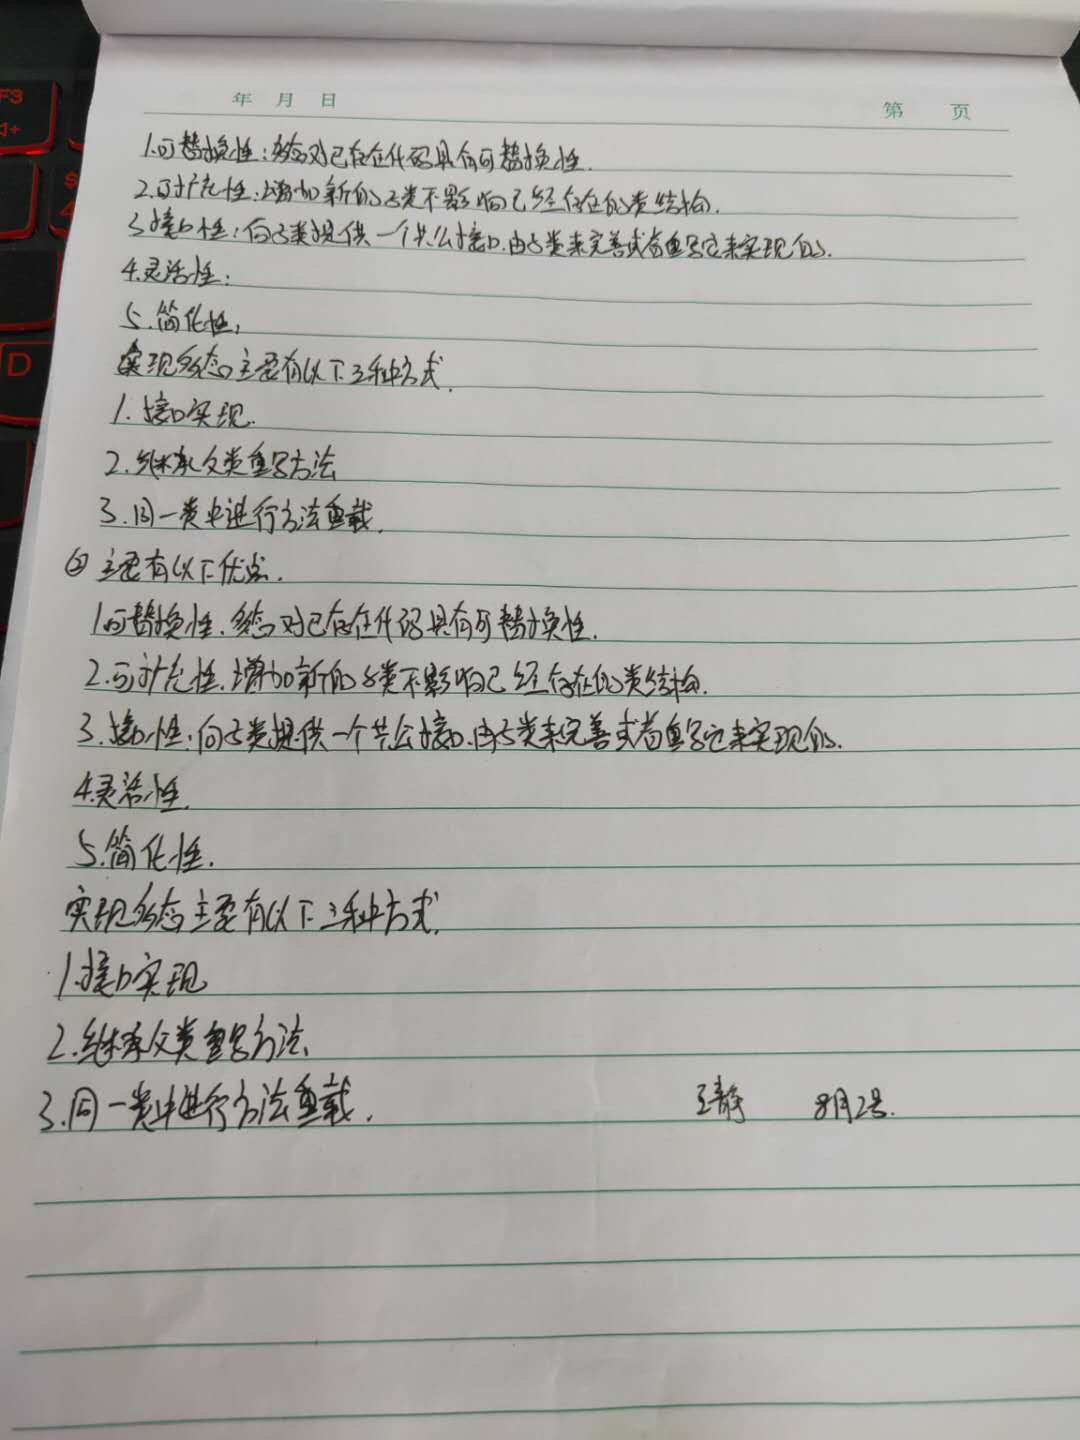 年 月 日
第 页
1.可替换性:多态对已存在代码具有可替换性.
2.可扩充性.增加新的子类不影响已经存在的类结构.
3.接口性:向子类提供一个共公接口.由子类来完善或者重写它来实现的.
4.灵活性:
5.简化性,
实现多态主要有以下三种方式.
1.接口实现.
2.继承父类重写方法
3.同一类中进行方法重载.
② 主要有以下优点.
1.可替换性.多态对已存在代码具有可替换性.
2.可扩充性.增加新的子类不影响已经存在的类结构.
3.接口性.向子类提供一个共公接口.由子类来完善或者重写它来实现的.
4.灵活性.
5.简化性.
实现多态主要有以下三种方式.
1.接口实现
2.继承父类重写方法.
3.同一类中进行方法重载.
王静 8月2号.
F3
D